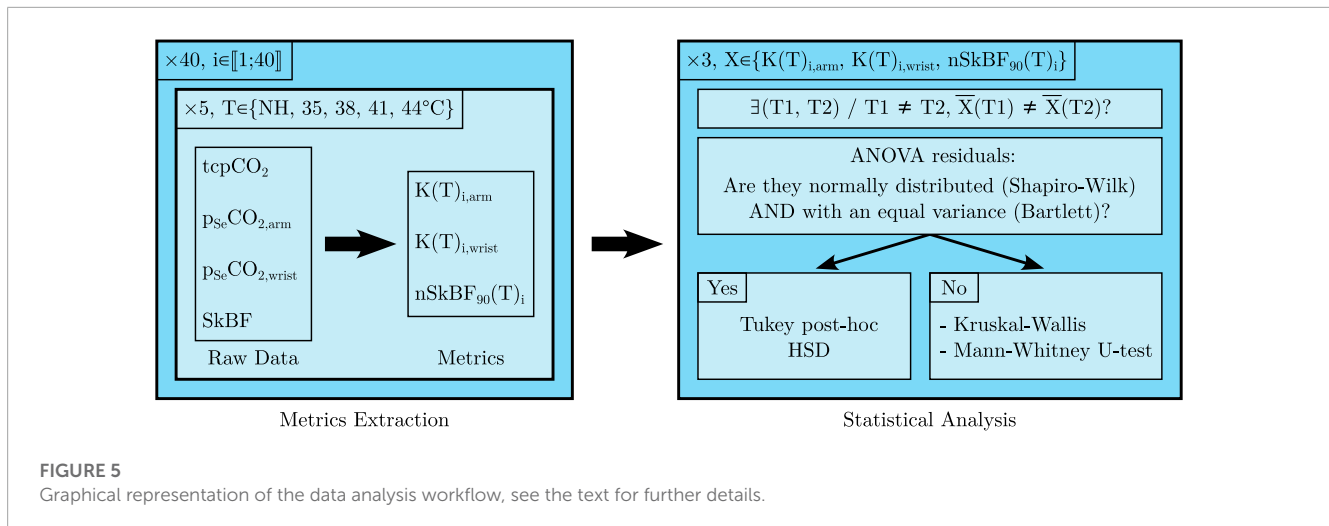 ×40, i∈⟦1;40⟧
×5, T∈{NH, 35, 38, 41, 44°C}
tcpCO₂
p_SeCO₂,arm
p_SeCO₂,wrist
SkBF
Raw Data
K(T)i,arm
K(T)i,wrist
nSkBF₉₀(T)i
Metrics
Metrics Extraction
×3, X∈{K(T)i,arm, K(T)i,wrist, nSkBF₉₀(T)i}
∃(T1, T2) / T1 ≠ T2, X̅(T1) ≠ X̅(T2)?
ANOVA residuals:
Are they normally distributed (Shapiro-Wilk)
AND with an equal variance (Bartlett)?
Yes
Tukey post-hoc
HSD
No
- Kruskal-Wallis
- Mann-Whitney U-test
Statistical Analysis
FIGURE 5
Graphical representation of the data analysis workflow, see the text for further details.